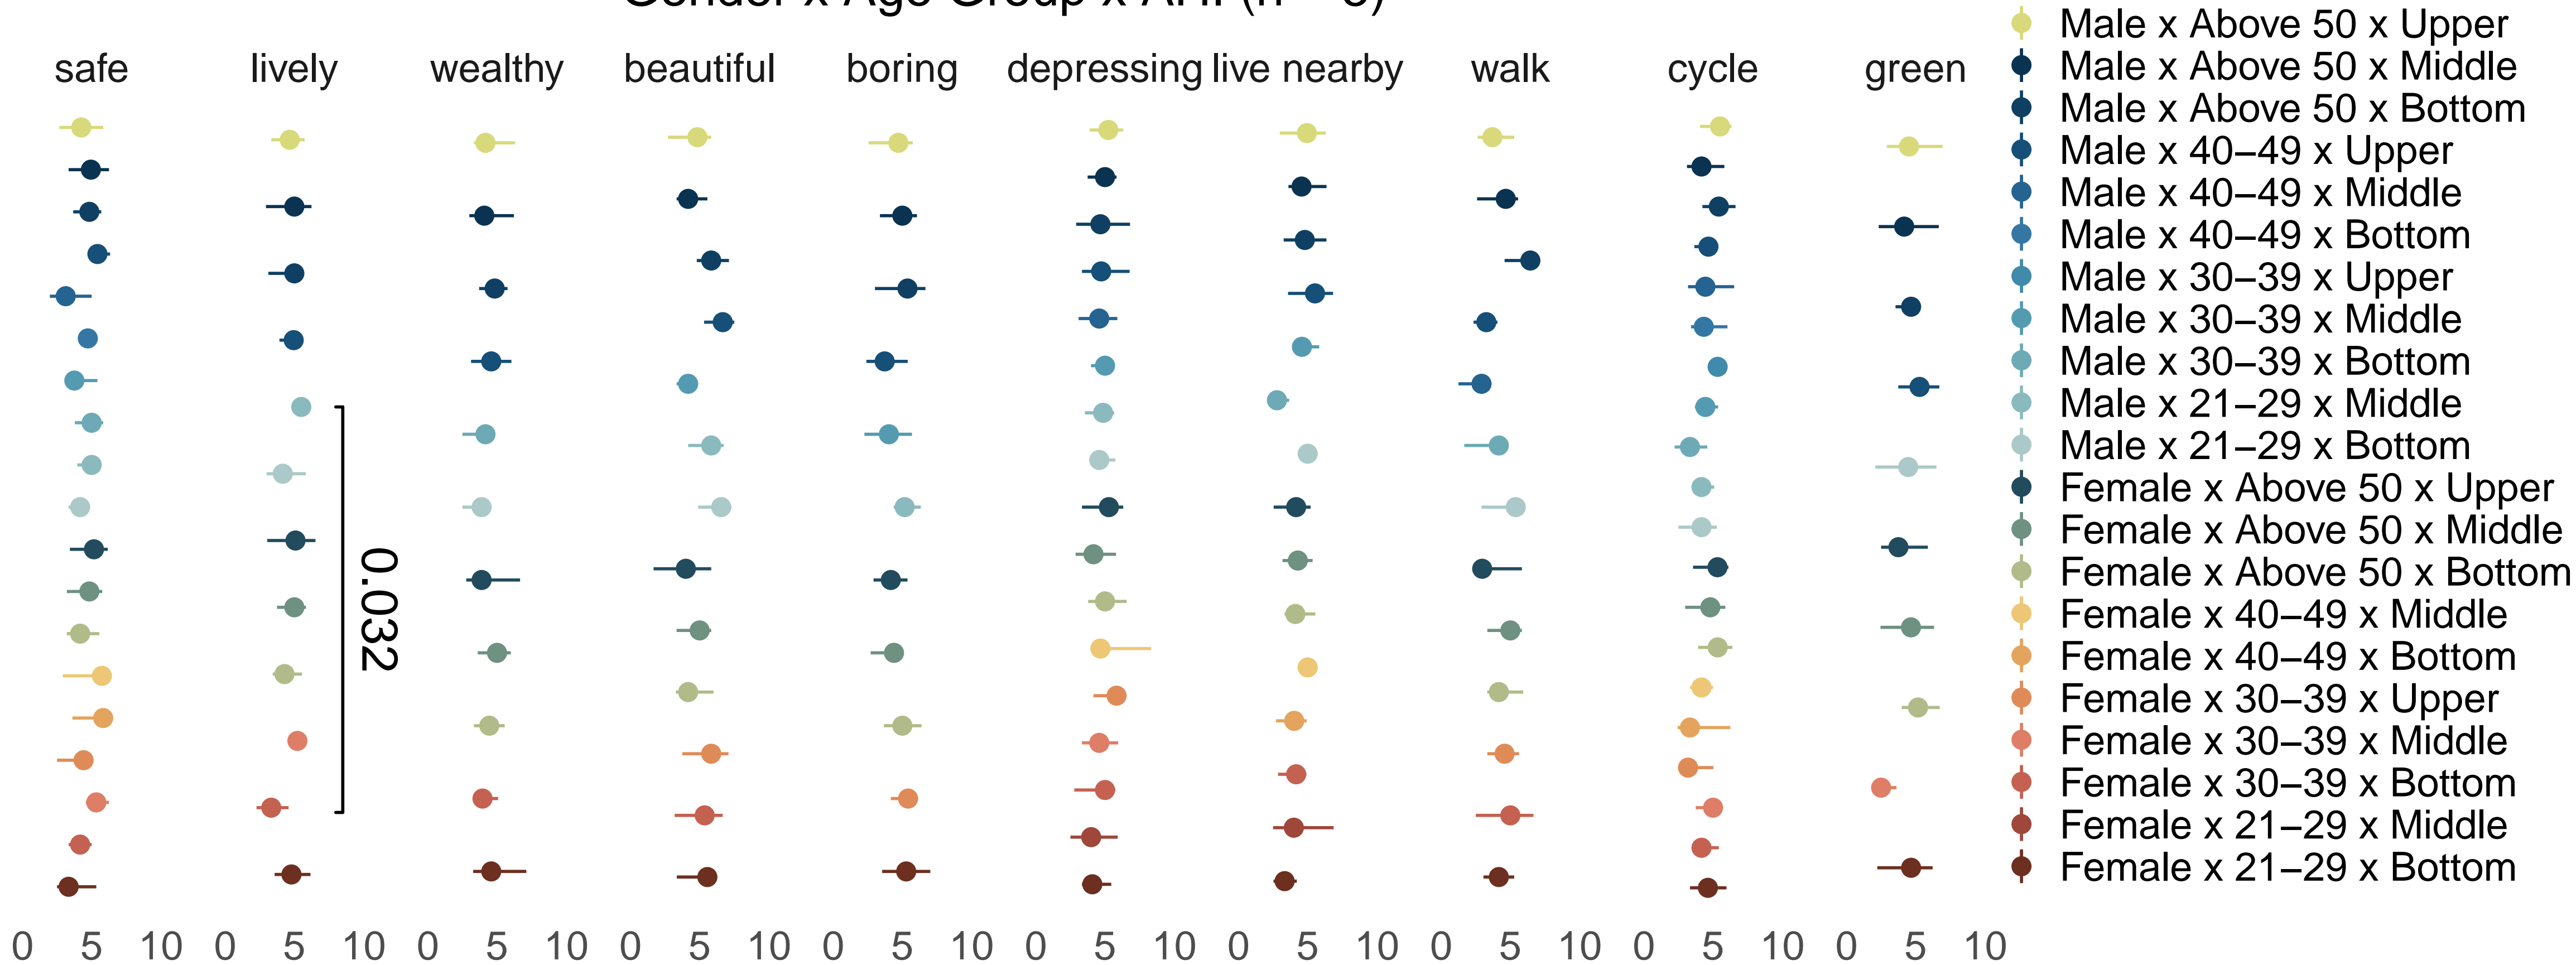 safe lively wealthy beautiful boring depressing live nearby walk cycle green
Male x Above 50 x Upper
Male x Above 50 x Middle
Male x Above 50 x Bottom
Male x 40–49 x Upper
Male x 40–49 x Middle
Male x 40–49 x Bottom
Male x 30–39 x Upper
Male x 30–39 x Middle
Male x 30–39 x Bottom
Male x 21–29 x Middle
Male x 21–29 x Bottom
Female x Above 50 x Upper
Female x Above 50 x Middle
Female x Above 50 x Bottom
Female x 40–49 x Middle
Female x 40–49 x Bottom
Female x 30–39 x Upper
Female x 30–39 x Middle
Female x 30–39 x Bottom
Female x 21–29 x Middle
Female x 21–29 x Bottom
0.032
0 5 10 0 5 10 0 5 10 0 5 10 0 5 10 0 5 10 0 5 10 0 5 10 0 5 10 0 5 10